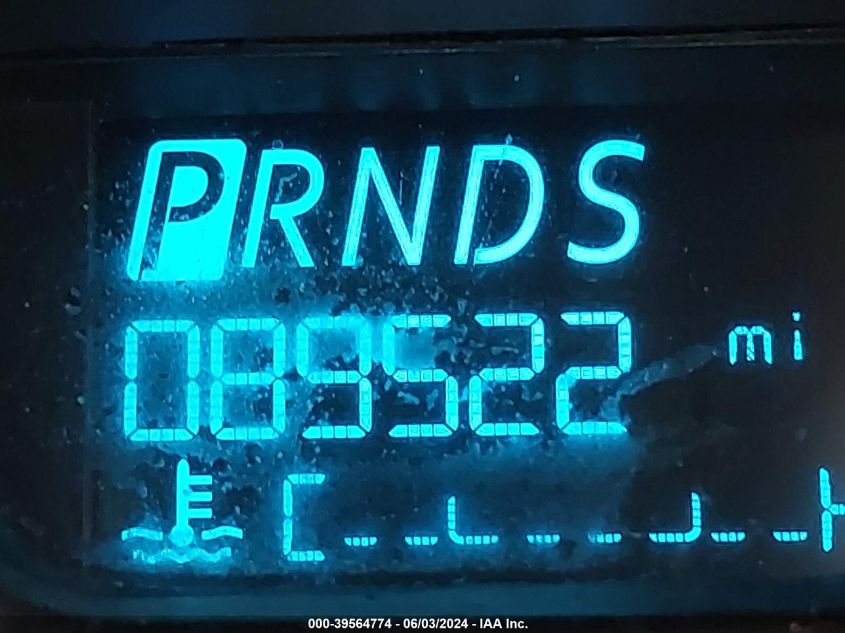 PRNDS
089522 mi
C H
000-39564774 - 06/03/2024 - IAA Inc.